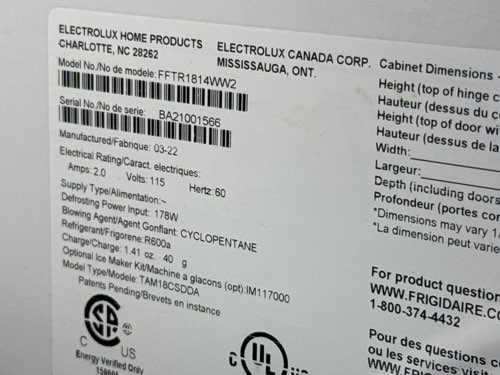 ELECTROLUX HOME PRODUCTS
CHARLOTTE, NC 28262
ELECTROLUX CANADA CORP.
MISSISSAUGA, ONT.
Model No./No de modele: FFTR1814WW2
Serial No./No de série: BA21001566
Manufactured/Fabrique: 03-22
Electrical Rating/Caract. electriques:
Amps: 2.0 Volts: 115 Hertz: 60
Supply Type/Alimentation:~
Defrosting Power Input: 178W
Blowing Agent/Agent Gonflant: CYCLOPENTANE
Refrigerant/Frigorene: R600a
Charge/Charge: 1.41 oz. 40 g
Optional Ice Maker Kit/Machine a glacons (opt): IM117000
Model Type/Modele: TAM18CSDDA
Patents Pending/Brevets en instance
C US
Energy Verified Only
C UL
Cabinet Dimensions -
Height (top of hinge c
Hauteur (dessus du c
Height (top of door wi
Hauteur (dessus de la
Width:
Largeur:
Depth (including doors
Profondeur (portes con
*Dimensions may vary 1/
*La dimension peut varie
For product question
WWW.FRIGIDAIRE.CO
1-800-374-4432
Pour des questions
ou les services visit
WWW.FRIGID